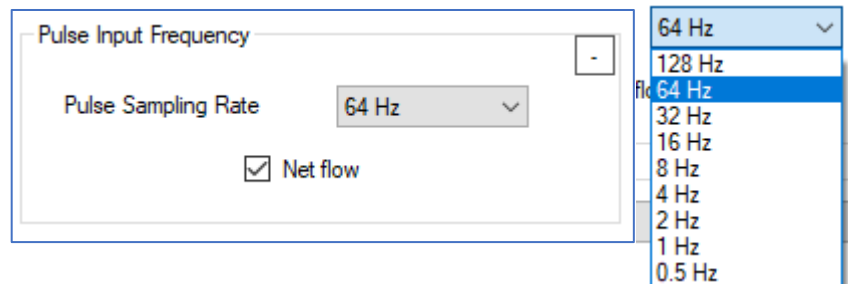 Pulse Input Frequency
-
Pulse Sampling Rate
64 Hz
Net flow
64 Hz
128 Hz
64 Hz
32 Hz
16 Hz
8 Hz
4 Hz
2 Hz
1 Hz
0.5 Hz